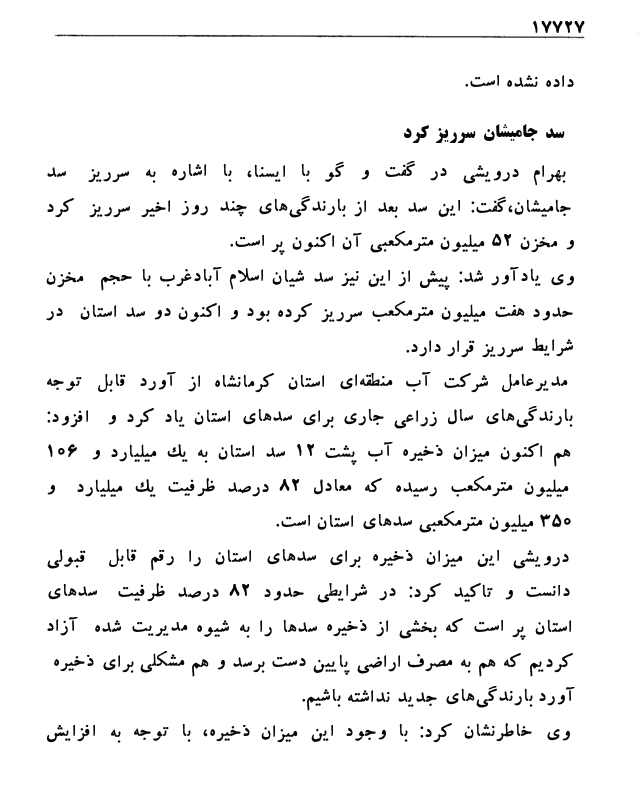 ۱۷۷۲۷
داده نشده است.
سد جامیشان سرریز کرد
بهرام درویشی در گفت و گو با ایسنا، با اشاره به سرریز سد
جامیشان،گفت: این سد بعد از بارندگی‌های چند روز اخیر سرریز کرد
و مخزن ۵۲ میلیون مترمکعبی آن اکنون پر است.
وی یادآور شد: پیش از این نیز سد شیان اسلام آبادغرب با حجم مخزن
حدود هفت میلیون مترمکعب سرریز کرده بود و اکنون دو سد استان در
شرایط سرریز قرار دارد.
مدیرعامل شرکت آب منطقه‌ای استان کرمانشاه از آورد قابل توجه
بارندگی‌های سال زراعی جاری برای سدهای استان یاد کرد و افزود:
هم اکنون میزان ذخیره آب پشت ۱۲ سد استان به یك میلیارد و ۱۰۶
میلیون مترمکعب رسیده که معادل ۸۲ درصد ظرفیت یك میلیارد و
۳۵۰ میلیون مترمکعبی سدهای استان است.
درویشی این میزان ذخیره برای سدهای استان را رقم قابل قبولی
دانست و تاکید کرد: در شرایطی حدود ۸۲ درصد ظرفیت سدهای
استان پر است که بخشی از ذخیره سدها را به شیوه مدیریت شده آزاد
کردیم که هم به مصرف اراضی پایین دست برسد و هم مشکلی برای ذخیره
آورد بارندگی‌های جدید نداشته باشیم.
وی خاطرنشان کرد: با وجود این میزان ذخیره، با توجه به افزایش